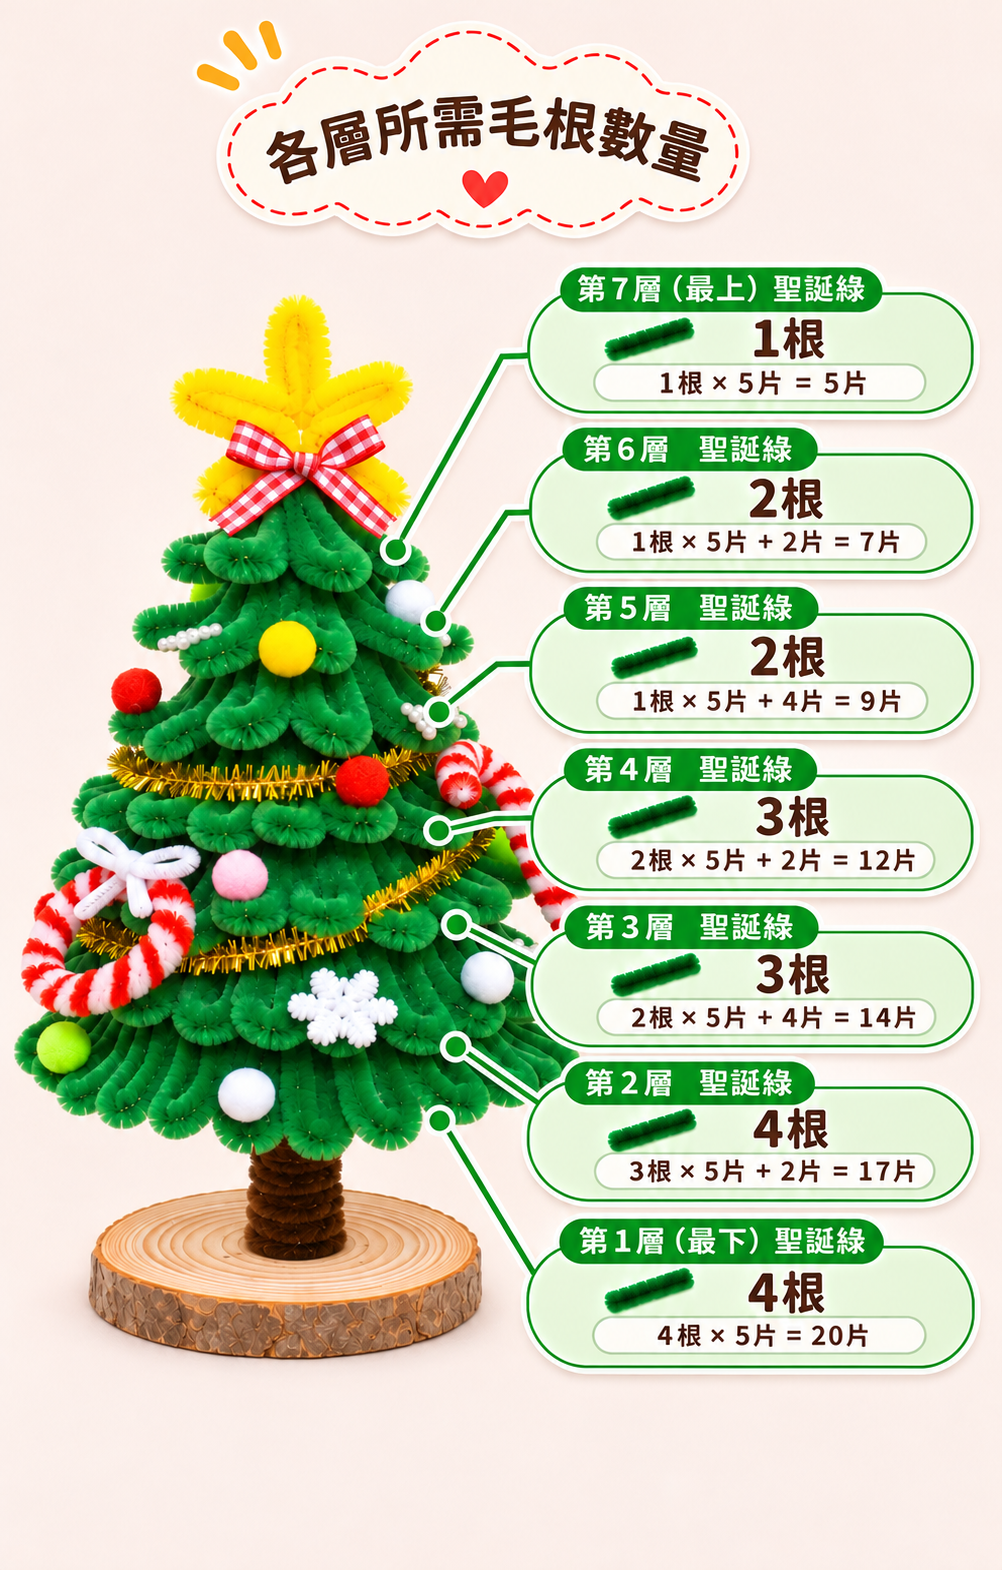 各層所需毛根數量
第7層（最上） 聖誕綠
1根
1根 × 5片 = 5片
第6層 聖誕綠
2根
1根 × 5片 + 2片 = 7片
第5層 聖誕綠
2根
1根 × 5片 + 4片 = 9片
第4層 聖誕綠
3根
2根 × 5片 + 2片 = 12片
第3層 聖誕綠
3根
2根 × 5片 + 4片 = 14片
第2層 聖誕綠
4根
3根 × 5片 + 2片 = 17片
第1層（最下） 聖誕綠
4根
4根 × 5片 = 20片